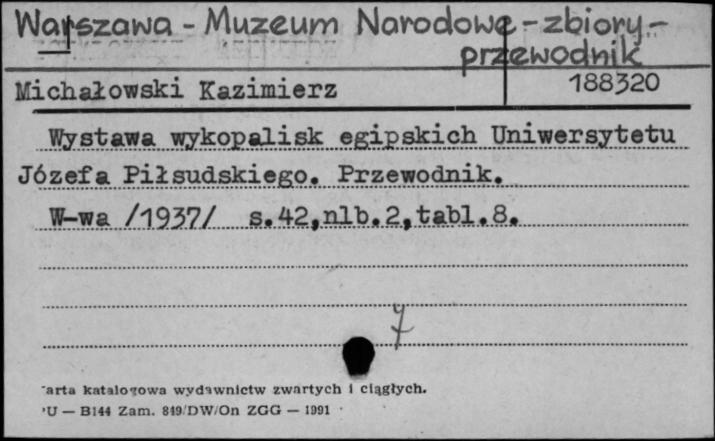 Warszawa - Muzeum Narodowe - zbiory -
przewodnik
Michałowski Kazimierz 188320
Wystawa wykopalisk egipskich Uniwersytetu
Józefa Piłsudskiego. Przewodnik.
W-wa /1937/ s.42,nlb.2,tabl.8.
7
arta katalogowa wydawnictw zwartych i ciągłych.
U — B144 Zam. 849/DW/On ZGG — 1991